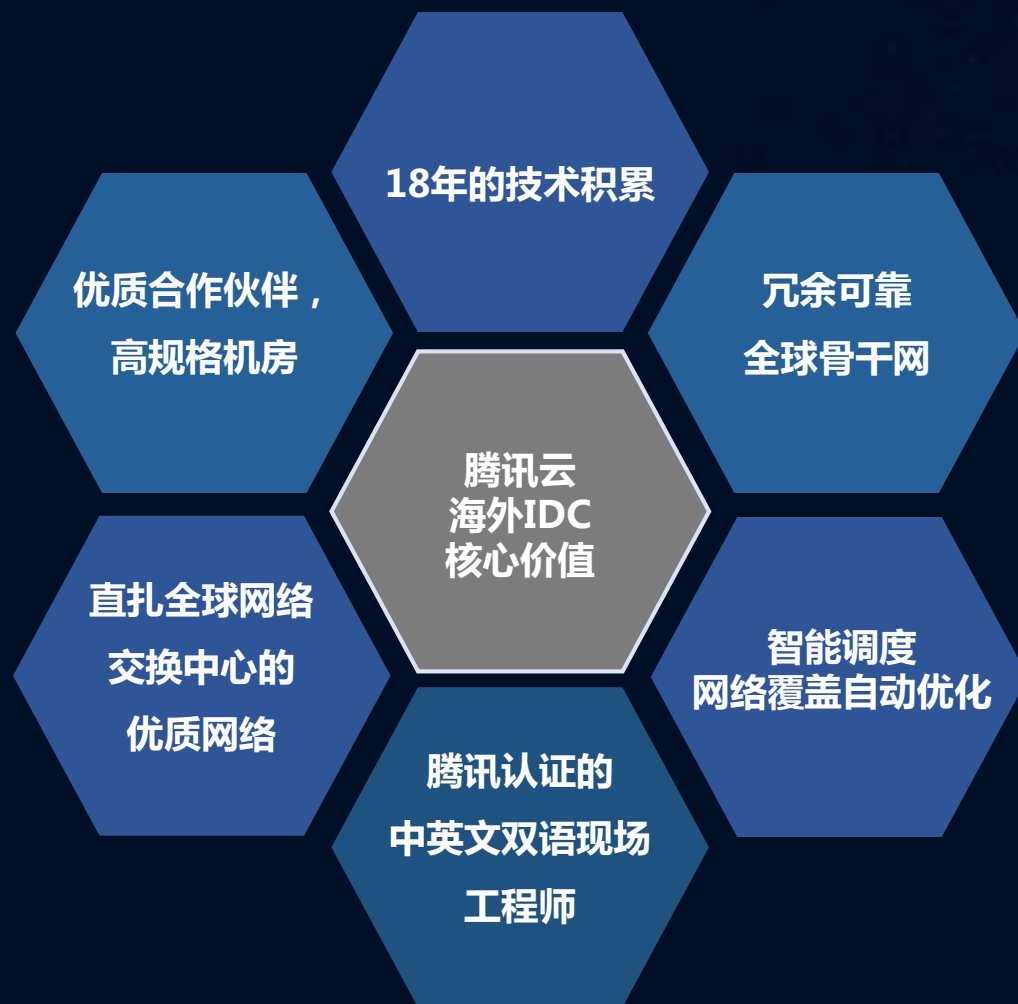 18年的技术积累
优质合作伙伴，
高规格机房
冗余可靠
全球骨干网
腾讯云
海外IDC
核心价值
直扎全球网络
交换中心的
优质网络
智能调度
网络覆盖自动优化
腾讯认证的
中英文双语现场
工程师